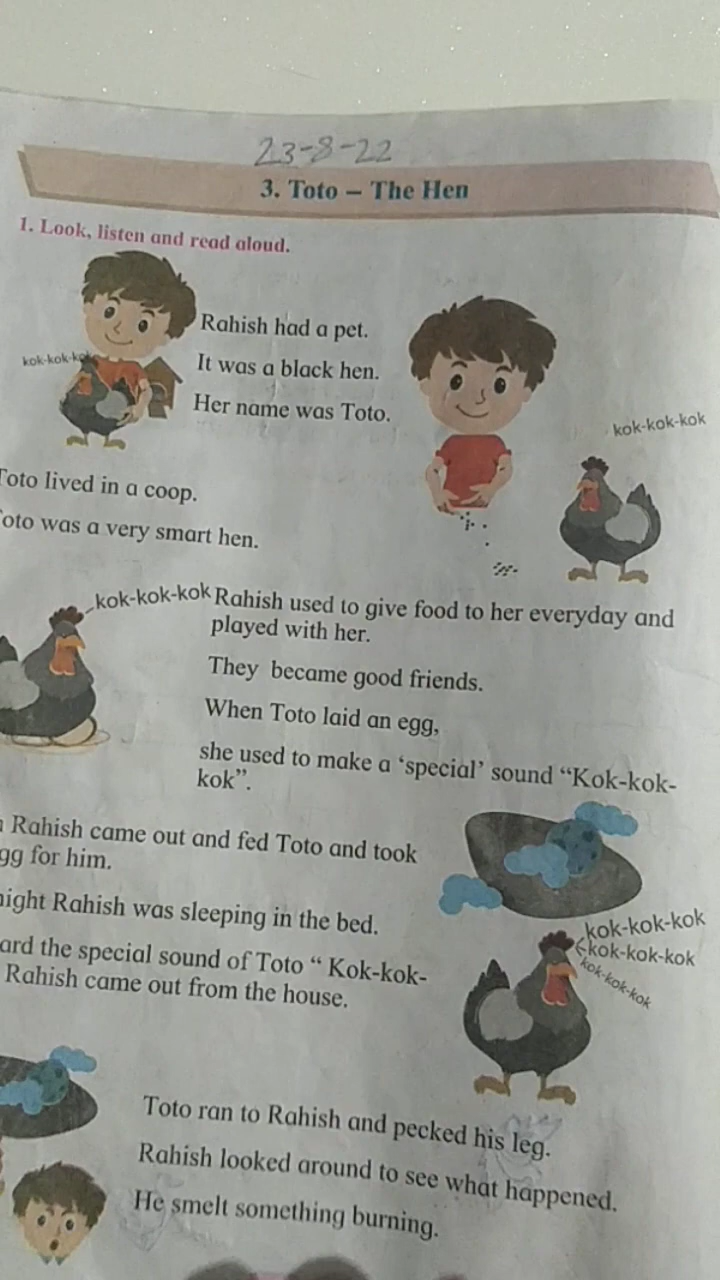 23-8-22
3. Toto – The Hen
1. Look, listen and read aloud.
kok-kok-kok
Rahish had a pet.
It was a black hen.
Her name was Toto.
kok-kok-kok
Toto lived in a coop.
Toto was a very smart hen.
kok-kok-kok
Rahish used to give food to her everyday and
played with her.
They became good friends.
When Toto laid an egg,
she used to make a ‘special’ sound “Kok-kok-
kok”.
Rahish came out and fed Toto and took
for him.
Rahish was sleeping in the bed.
the special sound of Toto “ Kok-kok-
Rahish came out from the house.
kok-kok-kok
kok-kok-kok
kok-kok-kok
Toto ran to Rahish and pecked his leg.
Rahish looked around to see what happened.
He smelt something burning.